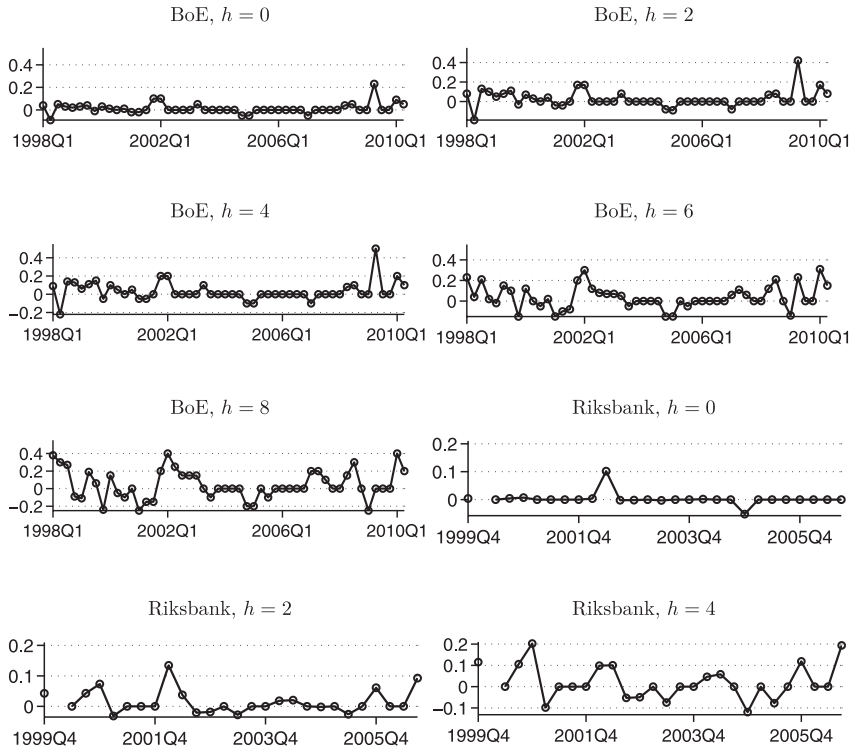 BoE, h = 0
0.4
0.2
0
1998Q1 2002Q1 2006Q1 2010Q1
BoE, h = 2
0.4
0.2
0
1998Q1 2002Q1 2006Q1 2010Q1
BoE, h = 4
0.4
0.2
0
−0.2
1998Q1 2002Q1 2006Q1 2010Q1
BoE, h = 6
0.4
0.2
0
1998Q1 2002Q1 2006Q1 2010Q1
BoE, h = 8
0.4
0.2
0
−0.2
1998Q1 2002Q1 2006Q1 2010Q1
Riksbank, h = 0
0.2
0.1
0
1999Q4 2001Q4 2003Q4 2005Q4
Riksbank, h = 2
0.2
0.1
0
1999Q4 2001Q4 2003Q4 2005Q4
Riksbank, h = 4
0.2
0.1
0
−0.1
1999Q4 2001Q4 2003Q4 2005Q4